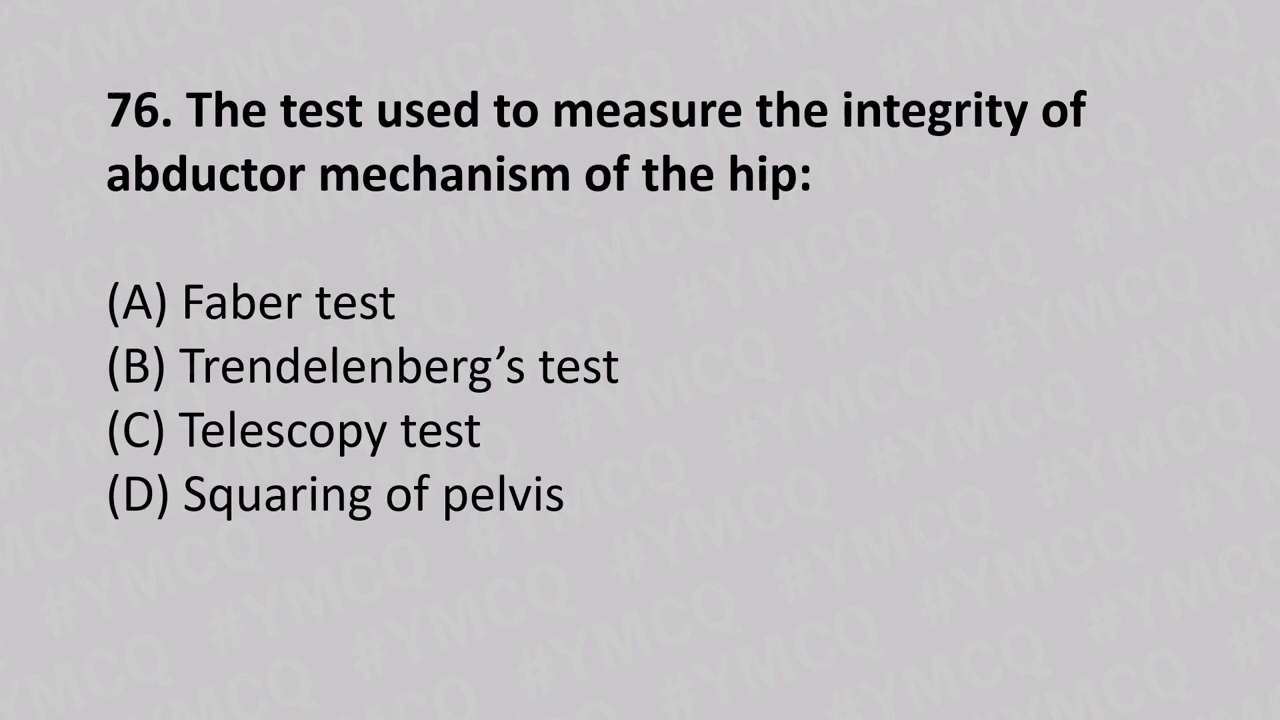 76. The test used to measure the integrity of
abductor mechanism of the hip:
(A) Faber test
(B) Trendelenberg’s test
(C) Telescopy test
(D) Squaring of pelvis
#YMCQ